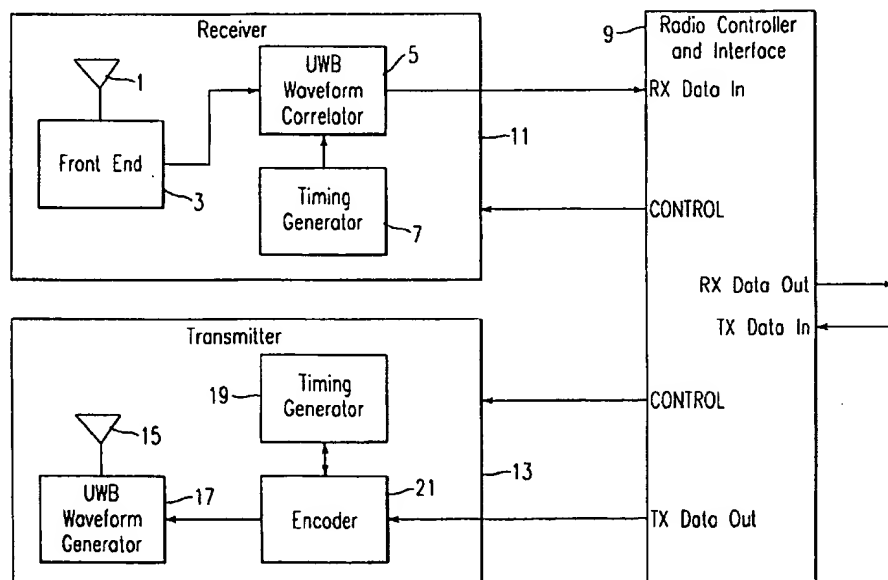 Receiver
1
Front End
3
UWB
Waveform
Correlator
5
Timing
Generator
7
11
9
Radio Controller
and Interface
RX Data In
CONTROL
RX Data Out
TX Data In
CONTROL
TX Data Out
Transmitter
19
Timing
Generator
15
UWB
Waveform
Generator
17
Encoder
21
13